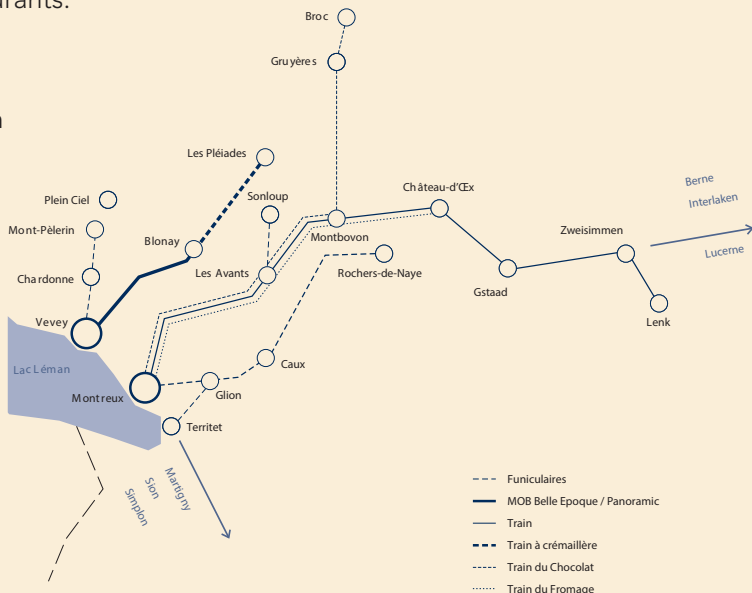 urants.
n
Broc
Gruyères
Les Pléiades
Château-d'Œx
Berne
Interlaken
Plein Ciel
Sonloup
Mont-Pèlerin
Blonay
Montbovon
Zweisimmen
Lucerne
Chardonne
Les Avants
Rochers-de-Naye
Gstaad
Vevey
Lenk
Lac Léman
Caux
Montreux
Glion
Territet
Martigny
Sion
Simplon
Funiculaires
MOB Belle Epoque / Panoramic
Train
Train à crémaillère
Train du Chocolat
Train du Fromage